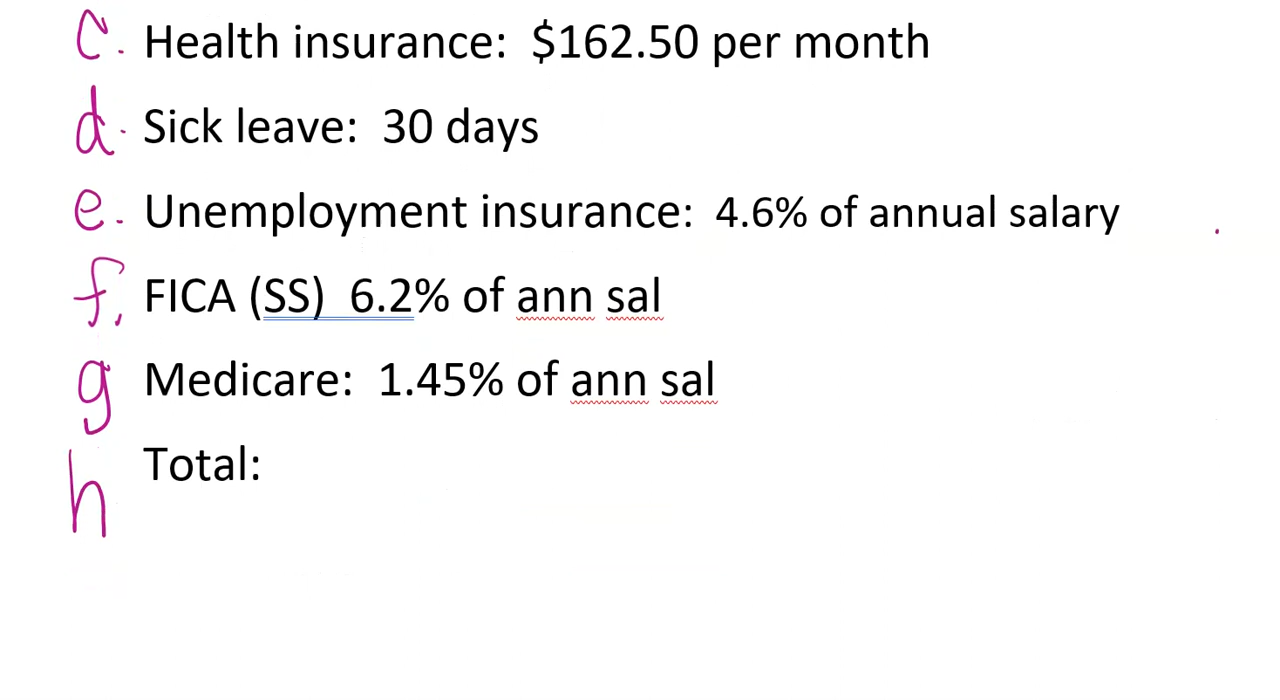 c. Health insurance: $162.50 per month
d. Sick leave: 30 days
e. Unemployment insurance: 4.6% of annual salary
f. FICA (SS) 6.2% of ann sal
g Medicare: 1.45% of ann sal
h Total: